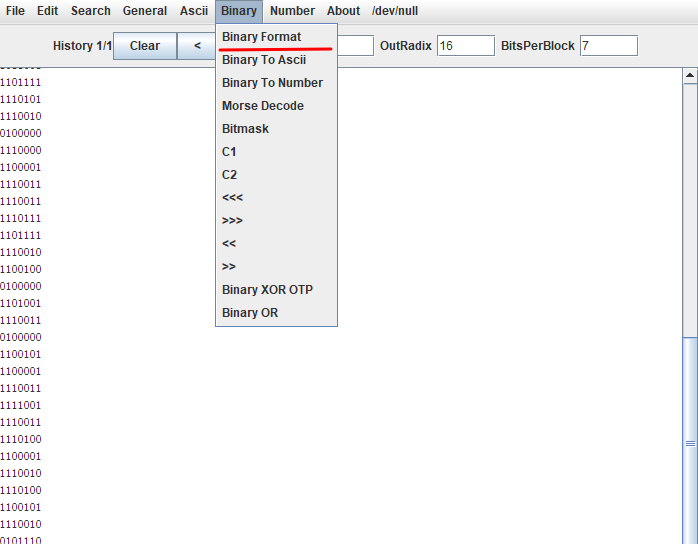 File Edit Search General Ascii Binary Number About /dev/null
History 1/1 Clear < OutRadix 16 BitsPerBlock 7
Binary Format
Binary To Ascii
Binary To Number
Morse Decode
Bitmask
C1
C2
<<<
>>>
<<
>>
Binary XOR OTP
Binary OR
1101111
1110101
1110010
0100000
1110000
1100001
1110011
1110011
1110111
1101111
1110010
1100100
0100000
1101001
1110011
0100000
1100101
1100001
1110011
1111001
1110011
1110100
1100001
1110010
1110100
1100101
1110010
0101110